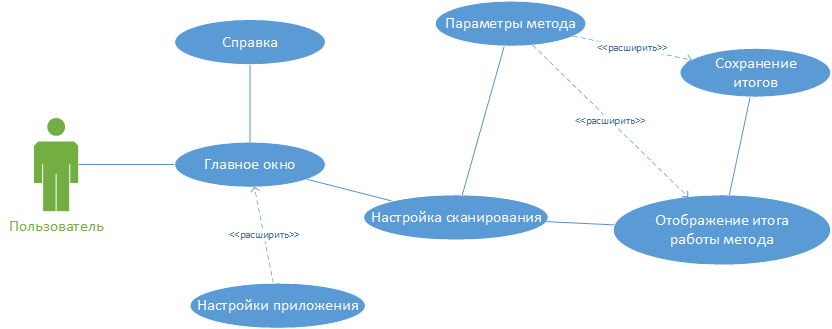 Параметры метода
Справка
<<расширить>>
Сохранение
итогов
<<расширить>>
Главное окно
Пользователь
Настройка сканирования
Отображение итога
работы метода
<<расширить>>
Настройки приложения